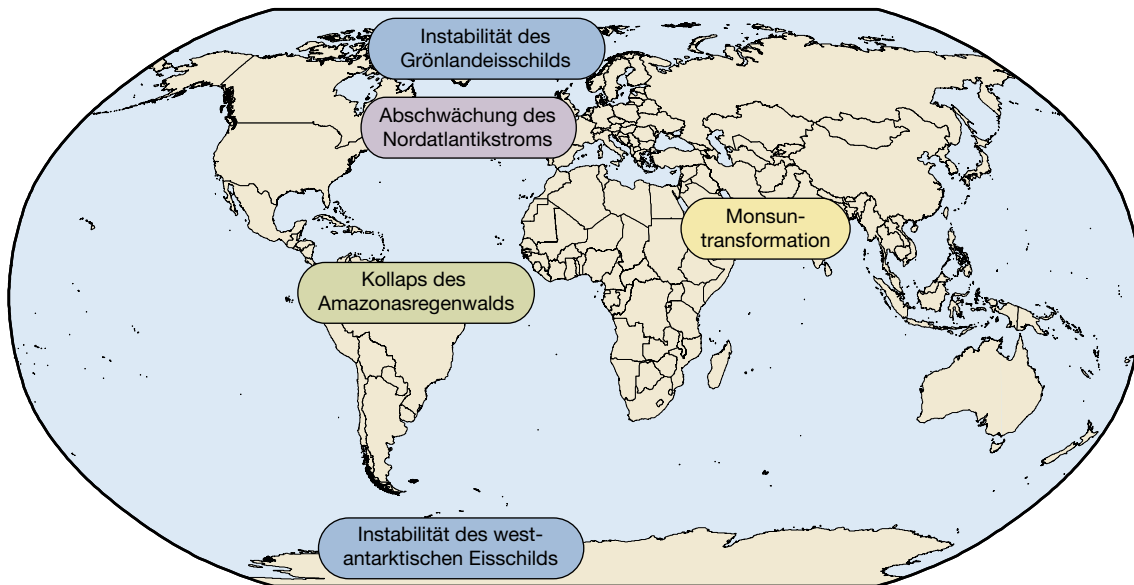 Instabilität des
Grönlandeisschilds
Abschwächung des
Nordatlantikstroms
Monsun-
transformation
Kollaps des
Amazonasregenwalds
Instabilität des west-
antarktischen Eisschilds